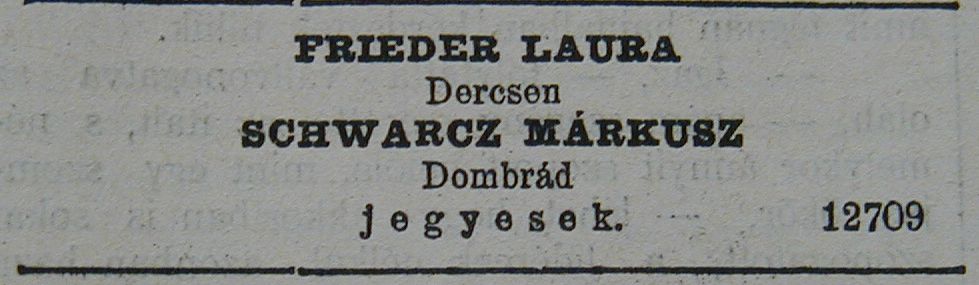 FRIEDER LAURA
Dercsen
SCHWARCZ MÁRKUSZ
Dombrád
jegyesek. 12709